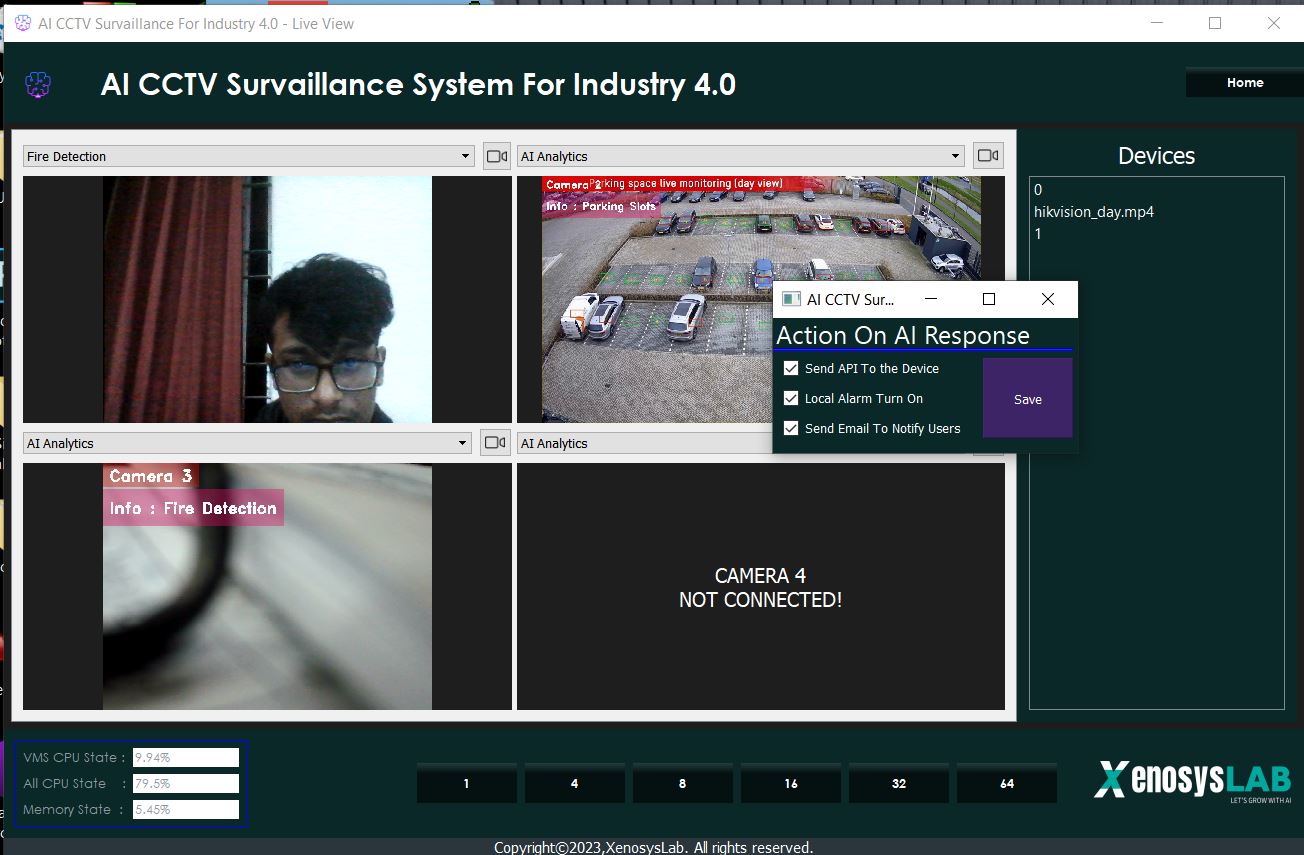 AI CCTV Survaillance For Industry 4.0 - Live View
AI CCTV Survaillance System For Industry 4.0
Home
Fire Detection
AI Analytics
Devices
0
hikvision_day.mp4
1
Camera 2
rking space live monitoring (day view)
Info : Parking Slots
AI CCTV Sur...
Action On AI Response
Send API To the Device
Local Alarm Turn On
Send Email To Notify Users
Save
AI Analytics
AI Analytics
Camera 3
Info : Fire Detection
CAMERA 4
NOT CONNECTED!
VMS CPU State : 9.94%
All CPU State : 79.5%
Memory State : 5.45%
1
4
8
16
32
64
XenosysLAB
LET'S GROW WITH AI
Copyright©2023,XenosysLab. All rights reserved.